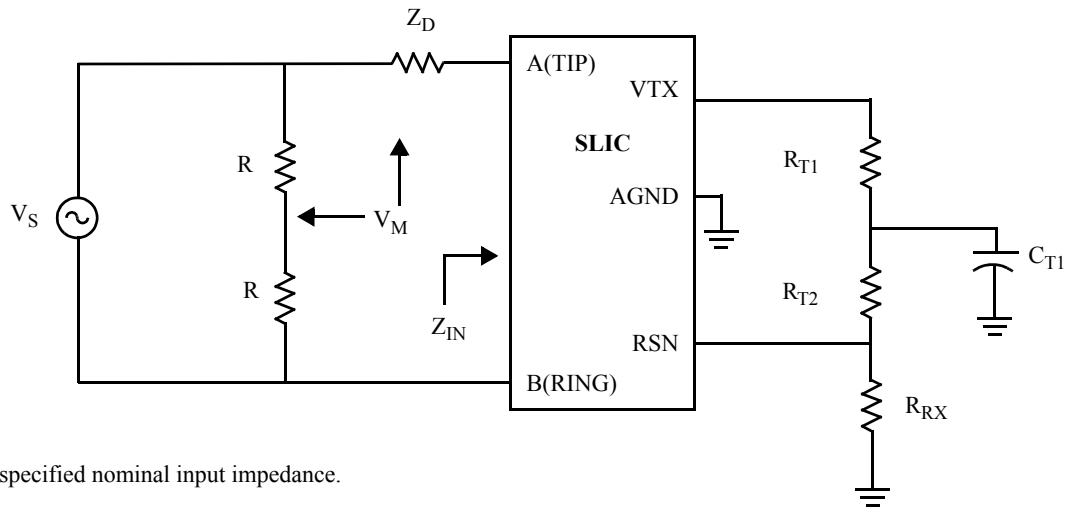 Z_D
A(TIP)
VTX
SLIC
R
R_T1
AGND
V_S
V_M
C_T1
R
R_T2
Z_IN
RSN
B(RING)
R_RX
specified nominal input impedance.